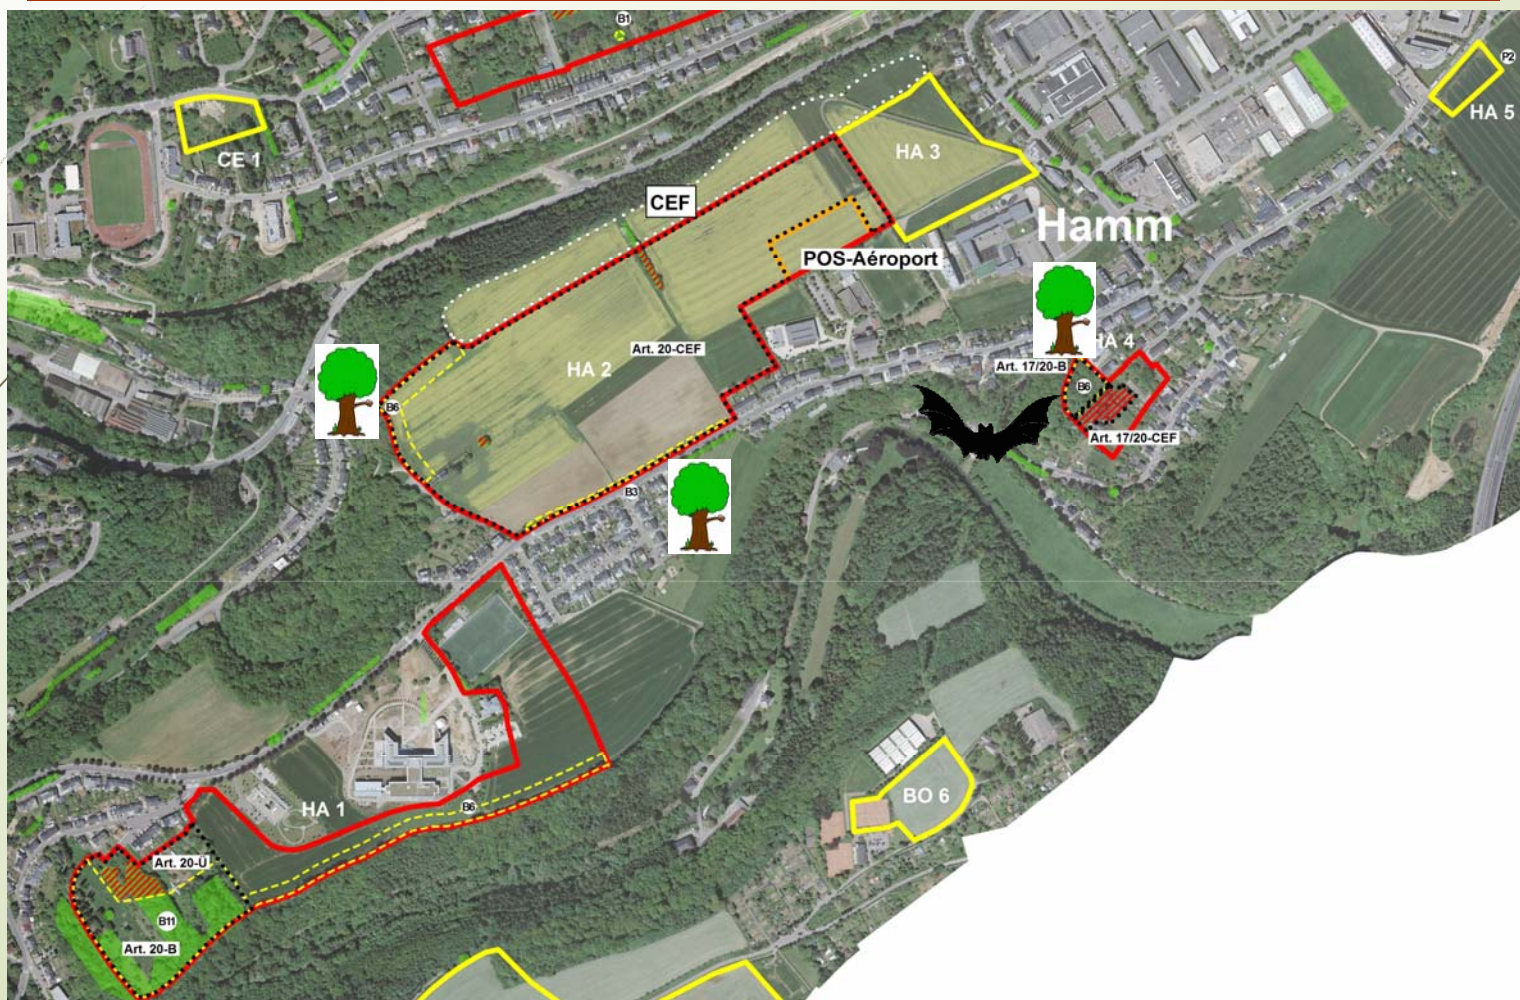 B1
P2
HA 5
CE 1
HA 3
CEF
Hamm
POS-Aéroport
HA 4
Art. 20-CEF
Art. 17/20-B
HA 2
B6
B6
Art. 17/20-CEF
B3
HA 1
B6
BO 6
Art. 20-Ü
B11
Art. 20-B